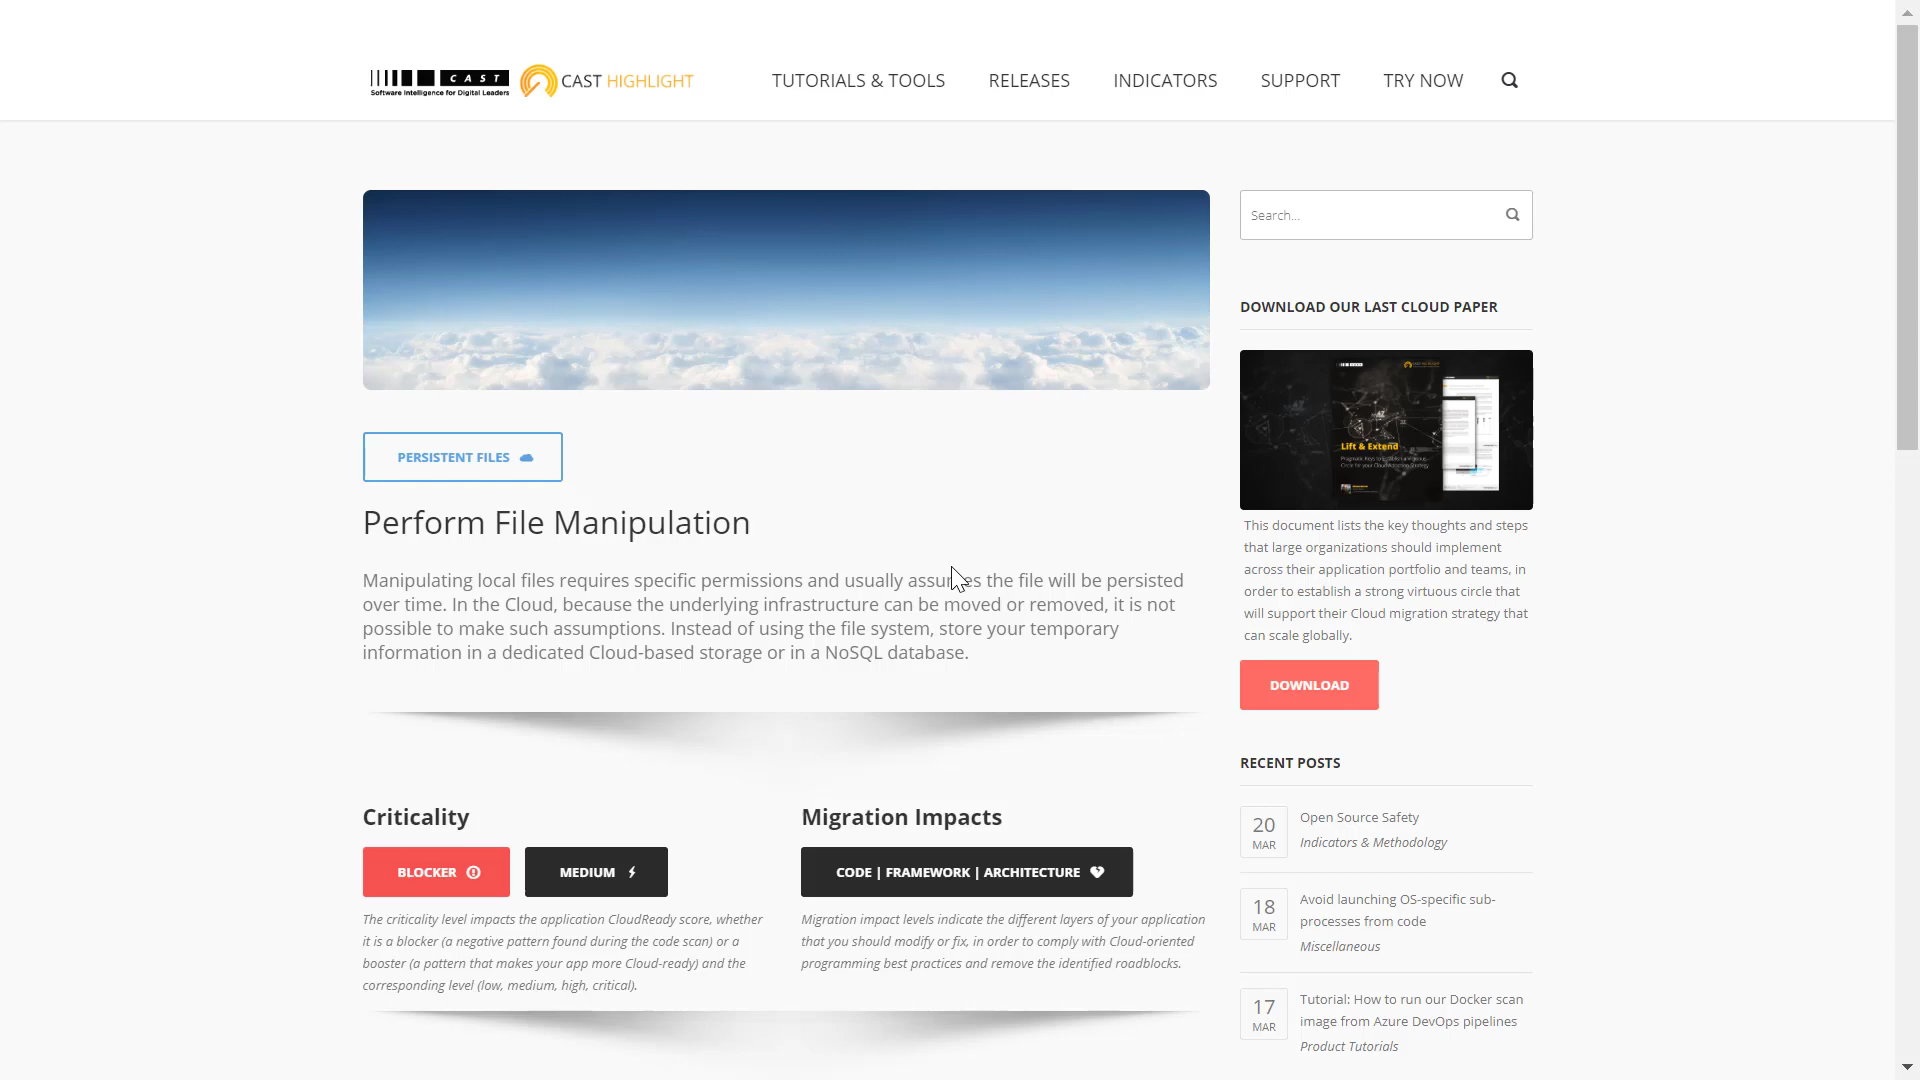 CAST
Software Intelligence for Digital Leaders
CAST HIGHLIGHT
TUTORIALS & TOOLS
RELEASES
INDICATORS
SUPPORT
TRY NOW
Search...
PERSISTENT FILES
Perform File Manipulation
Manipulating local files requires specific permissions and usually assumes the file will be persisted
over time. In the Cloud, because the underlying infrastructure can be moved or removed, it is not
possible to make such assumptions. Instead of using the file system, store your temporary
information in a dedicated Cloud-based storage or in a NoSQL database.
Criticality
BLOCKER
MEDIUM
The criticality level impacts the application CloudReady score, whether
it is a blocker (a negative pattern found during the code scan) or a
booster (a pattern that makes your app more Cloud-ready) and the
corresponding level (low, medium, high, critical).
Migration Impacts
CODE | FRAMEWORK | ARCHITECTURE
Migration impact levels indicate the different layers of your application
that you should modify or fix, in order to comply with Cloud-oriented
programming best practices and remove the identified roadblocks.
DOWNLOAD OUR LAST CLOUD PAPER
Lift & Extend
This document lists the key thoughts and steps
that large organizations should implement
across their application portfolio and teams, in
order to establish a strong virtuous circle that
will support their Cloud migration strategy that
can scale globally.
DOWNLOAD
RECENT POSTS
20
MAR
Open Source Safety
Indicators & Methodology
18
MAR
Avoid launching OS-specific sub-
processes from code
Miscellaneous
17
MAR
Tutorial: How to run our Docker scan
image from Azure DevOps pipelines
Product Tutorials